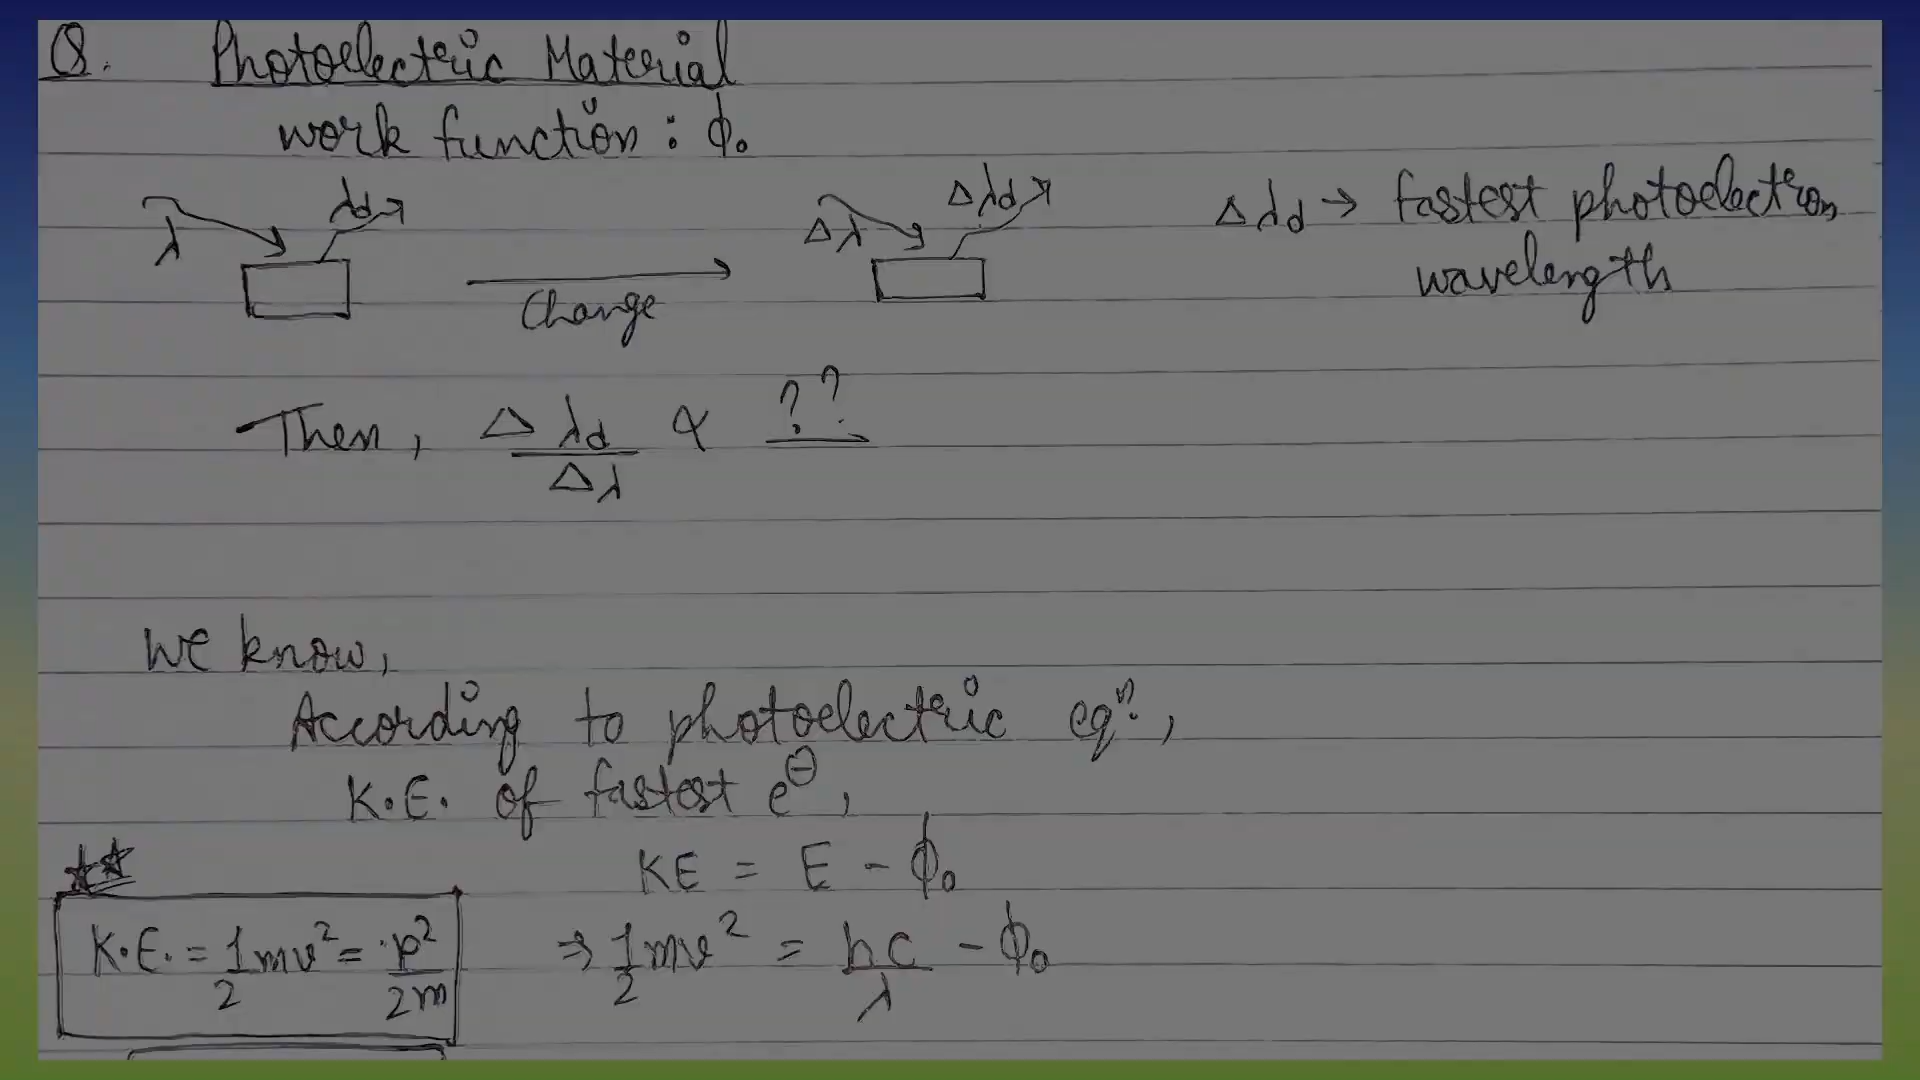 Q. Photoelectric Material
work function : ϕ₀
λ λd Change Δλ Δλd Δλd → fastest photoelectron
wavelength
Then, Δλd/Δλ ∝ ??
We know,
According to photoelectric eqⁿ.,
K.E. of fastest e⊖,
KE = E - ϕ₀
K.E. = 1/2 mv² = p²/2m ⇒ 1/2 mv² = hc/λ - ϕ₀